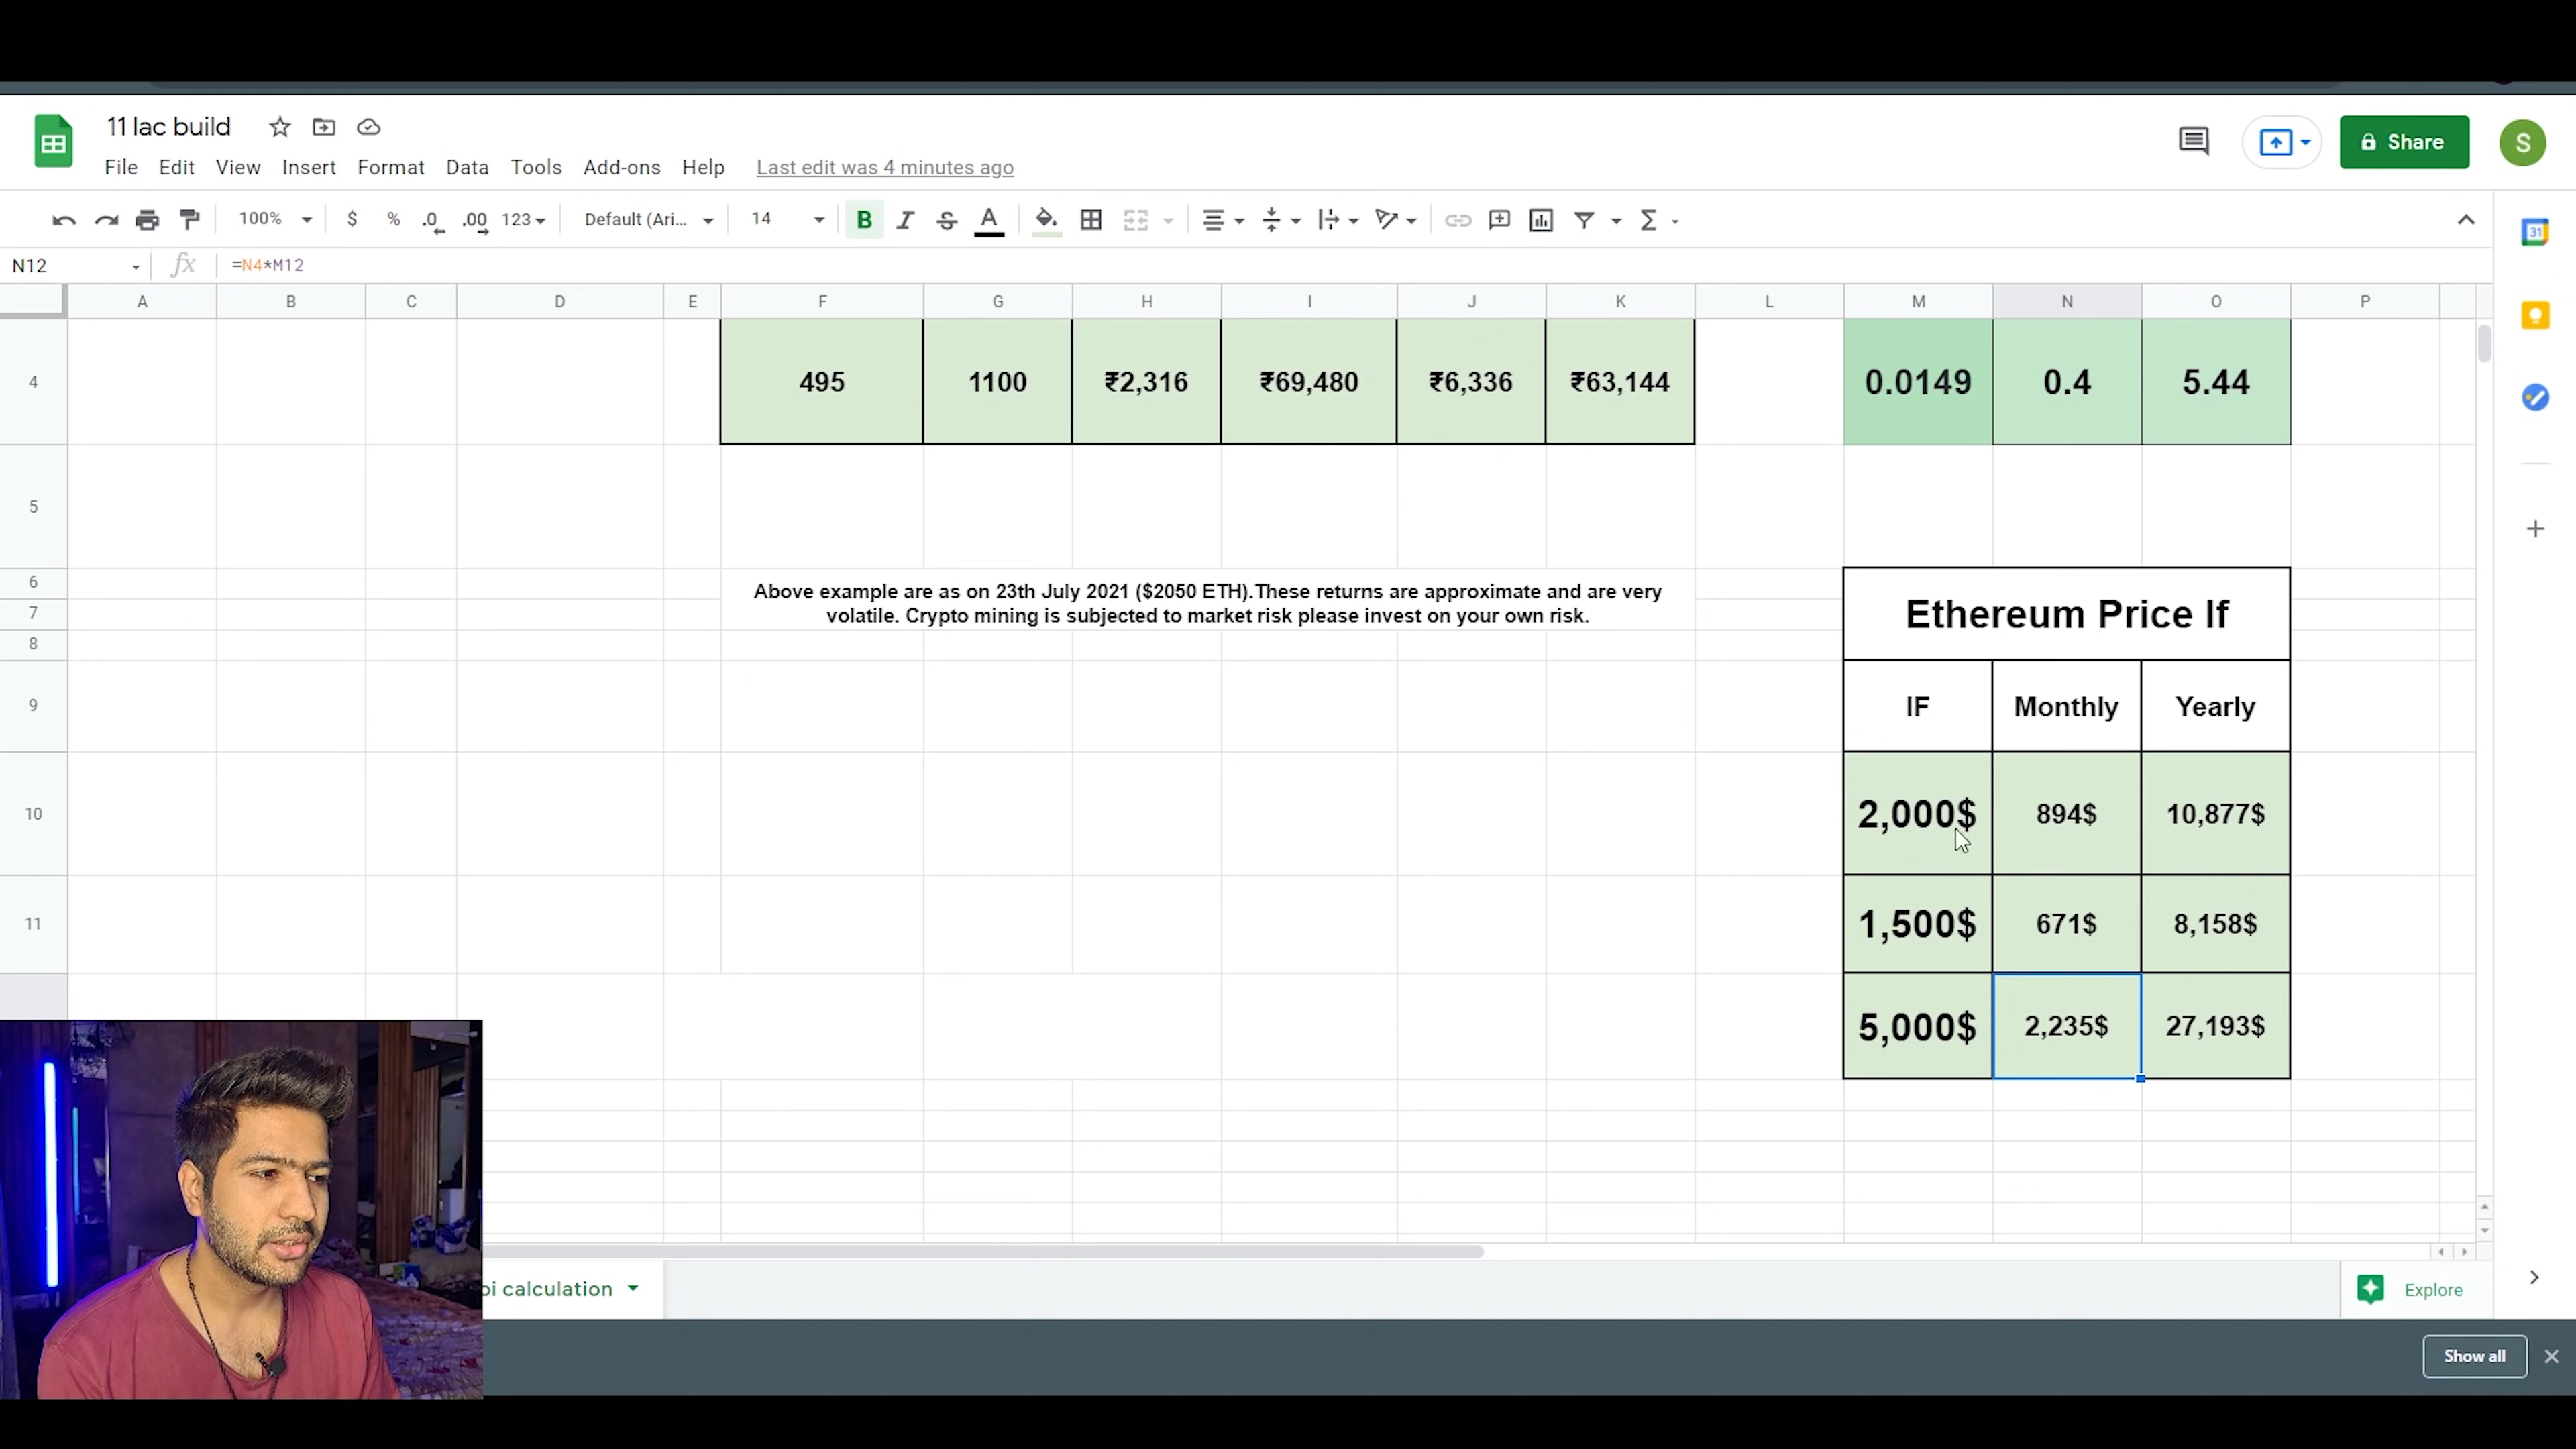 11 lac build
Share
S
File Edit View Insert Format Data Tools Add-ons Help Last edit was 4 minutes ago
100% $ % .0 .00 123 Default (Ari... 14 B I S A Σ
31
N12 fx =N4*M12
A B C D E F G H I J K L M N O P
4 495 1100 ₹2,316 ₹69,480 ₹6,336 ₹63,144 0.0149 0.4 5.44
5
6
7
8
Above example are as on 23th July 2021 ($2050 ETH).These returns are approximate and are very
volatile. Crypto mining is subjected to market risk please invest on your own risk.
Ethereum Price If
9 IF Monthly Yearly
10 2,000$ 894$ 10,877$
11 1,500$ 671$ 8,158$
5,000$ 2,235$ 27,193$
oi calculation
Explore
Show all